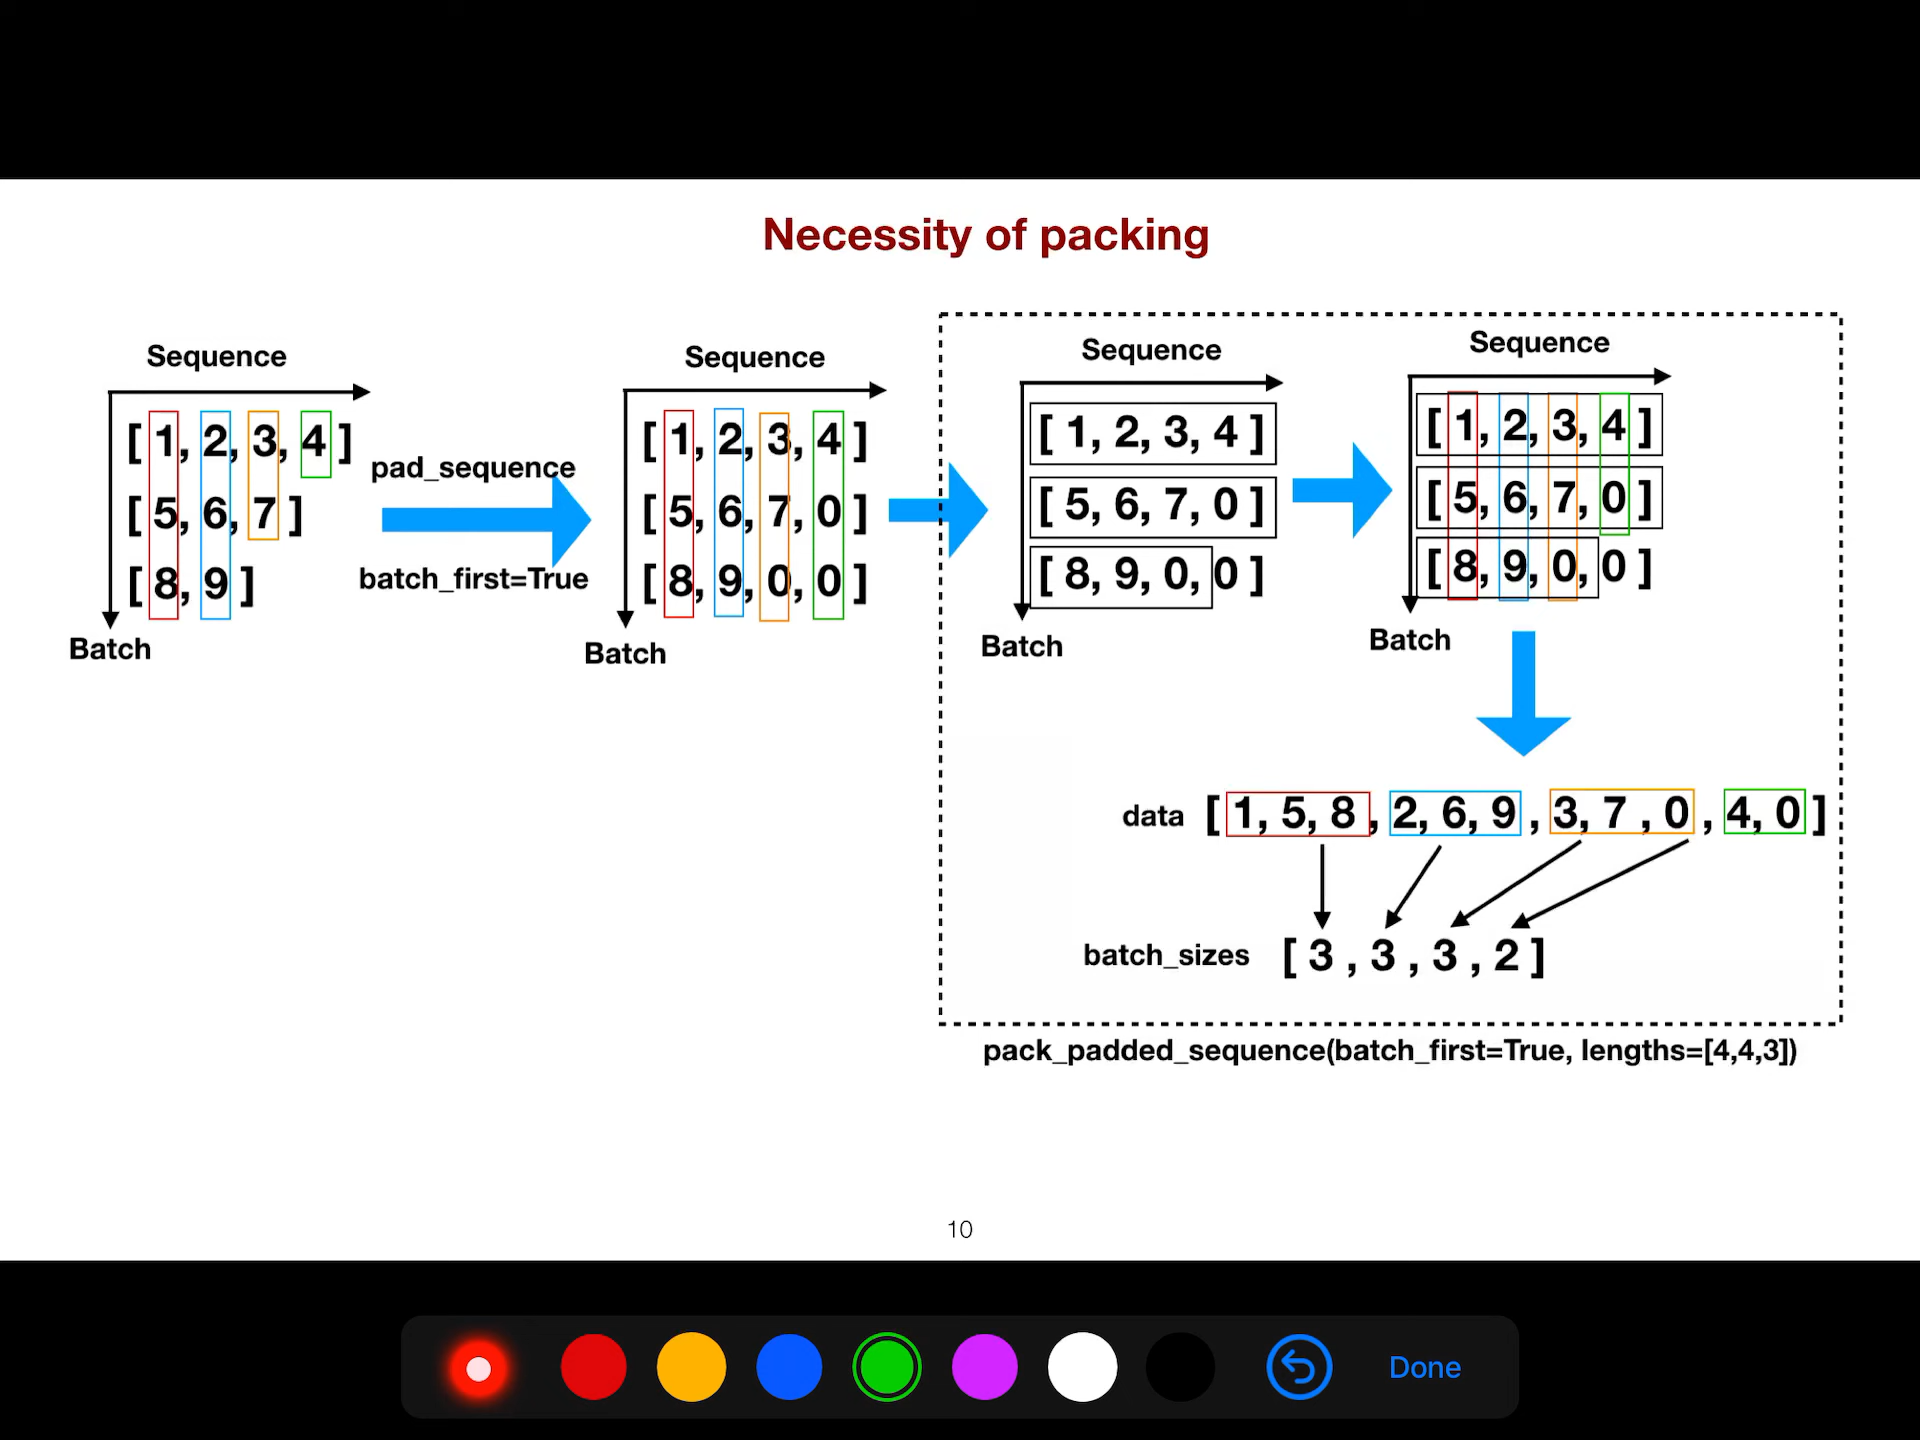 Necessity of packing
Sequence
[ 1, 2, 3, 4 ]
[ 5, 6, 7 ]
[ 8, 9 ]
Batch
pad_sequence
batch_first=True
Sequence
[ 1, 2, 3, 4 ]
[ 5, 6, 7, 0 ]
[ 8, 9, 0, 0 ]
Batch
Sequence
[ 1, 2, 3, 4 ]
[ 5, 6, 7, 0 ]
[ 8, 9, 0, 0 ]
Batch
Sequence
[ 1, 2, 3, 4 ]
[ 5, 6, 7, 0 ]
[ 8, 9, 0, 0 ]
Batch
data [ 1, 5, 8 , 2, 6, 9 , 3, 7 , 0 , 4, 0 ]
batch_sizes [ 3 , 3 , 3 , 2 ]
pack_padded_sequence(batch_first=True, lengths=[4,4,3])
10
Done